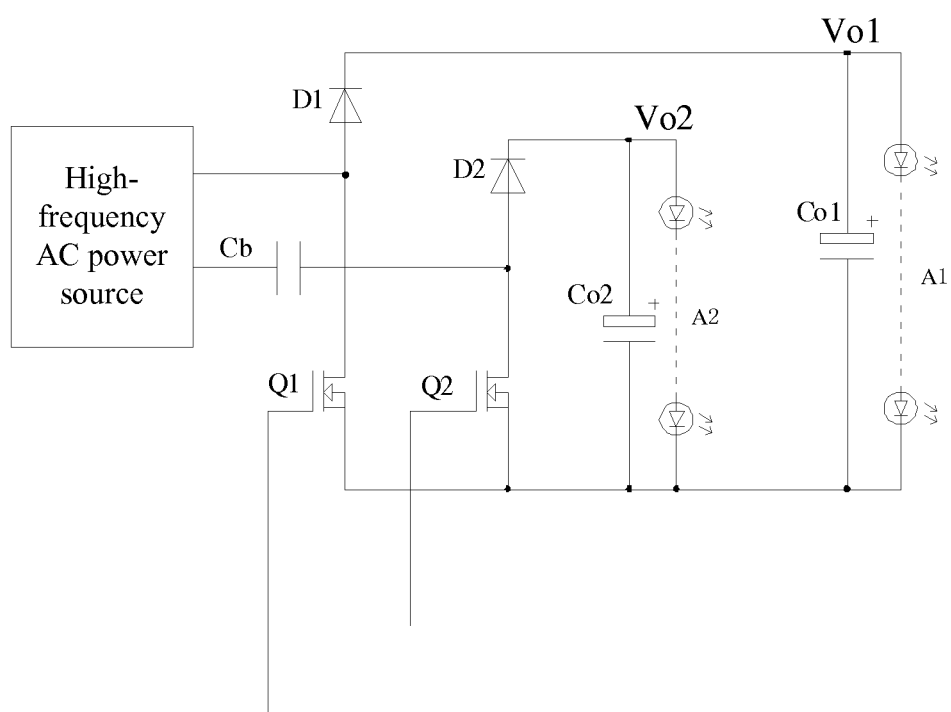 Vo1
D1
Vo2
D2
High-
frequency
AC power
source
Cb
Co1
+
A1
Co2
+
A2
Q1
Q2